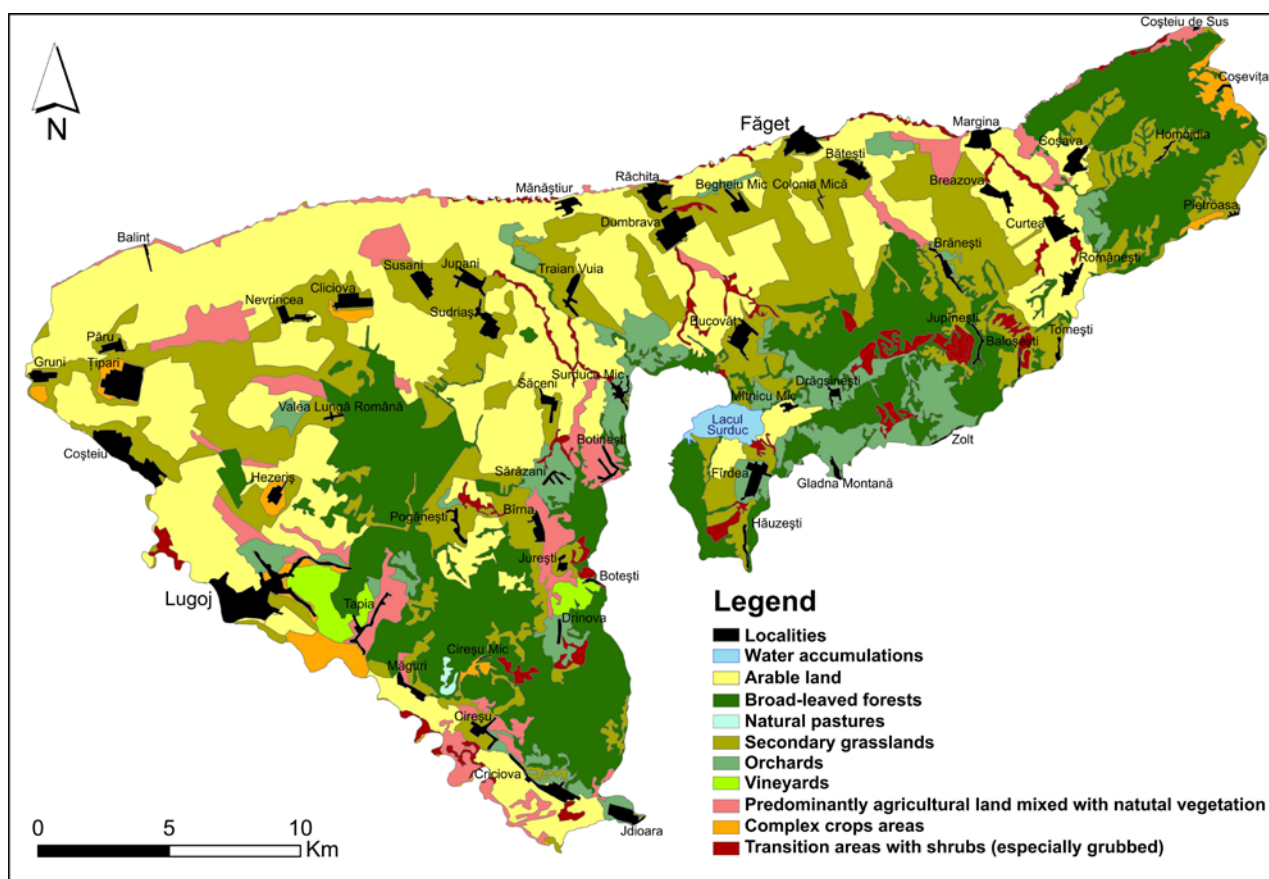 Coşteiu de Sus
Coşeviţa
Făget
Margina
Soşava
Homojdia
Băteşti
Răchita
Begheiu Mic
Colonia Mică
Breazova
Mănăştiur
Pietroasa
Dumbrava
Curtea
Balinţ
Brăneşti
Româneşti
Susani
Jupani
Traian Vuia
Cliciova
Nevrincea
Sudriaş
Bucovăţ
Jupîneşti
Tomeşti
Păru
Baloşeşti
Gruni
Ţipari
Surducu Mic
Săceni
Drăgşineşti
Mîtnicu Mic
Valea Lungă Română
Lacul
Surduc
Coşteiu
Botineşti
Zolt
Sărăzani
Fîrdea
Gladna Montană
Hezeriş
Bîrna
Pogăneşti
Hăuzeşti
Jureşti
Boteşti
Lugoj
Tapia
Drinova
Cireşu Mic
Măguri
Cireşu
Criciova
Jdioara
N
0
5
10
Km
Legend
Localities
Water accumulations
Arable land
Broad-leaved forests
Natural pastures
Secondary grasslands
Orchards
Vineyards
Predominantly agricultural land mixed with natutal vegetation
Complex crops areas
Transition areas with shrubs (especially grubbed)